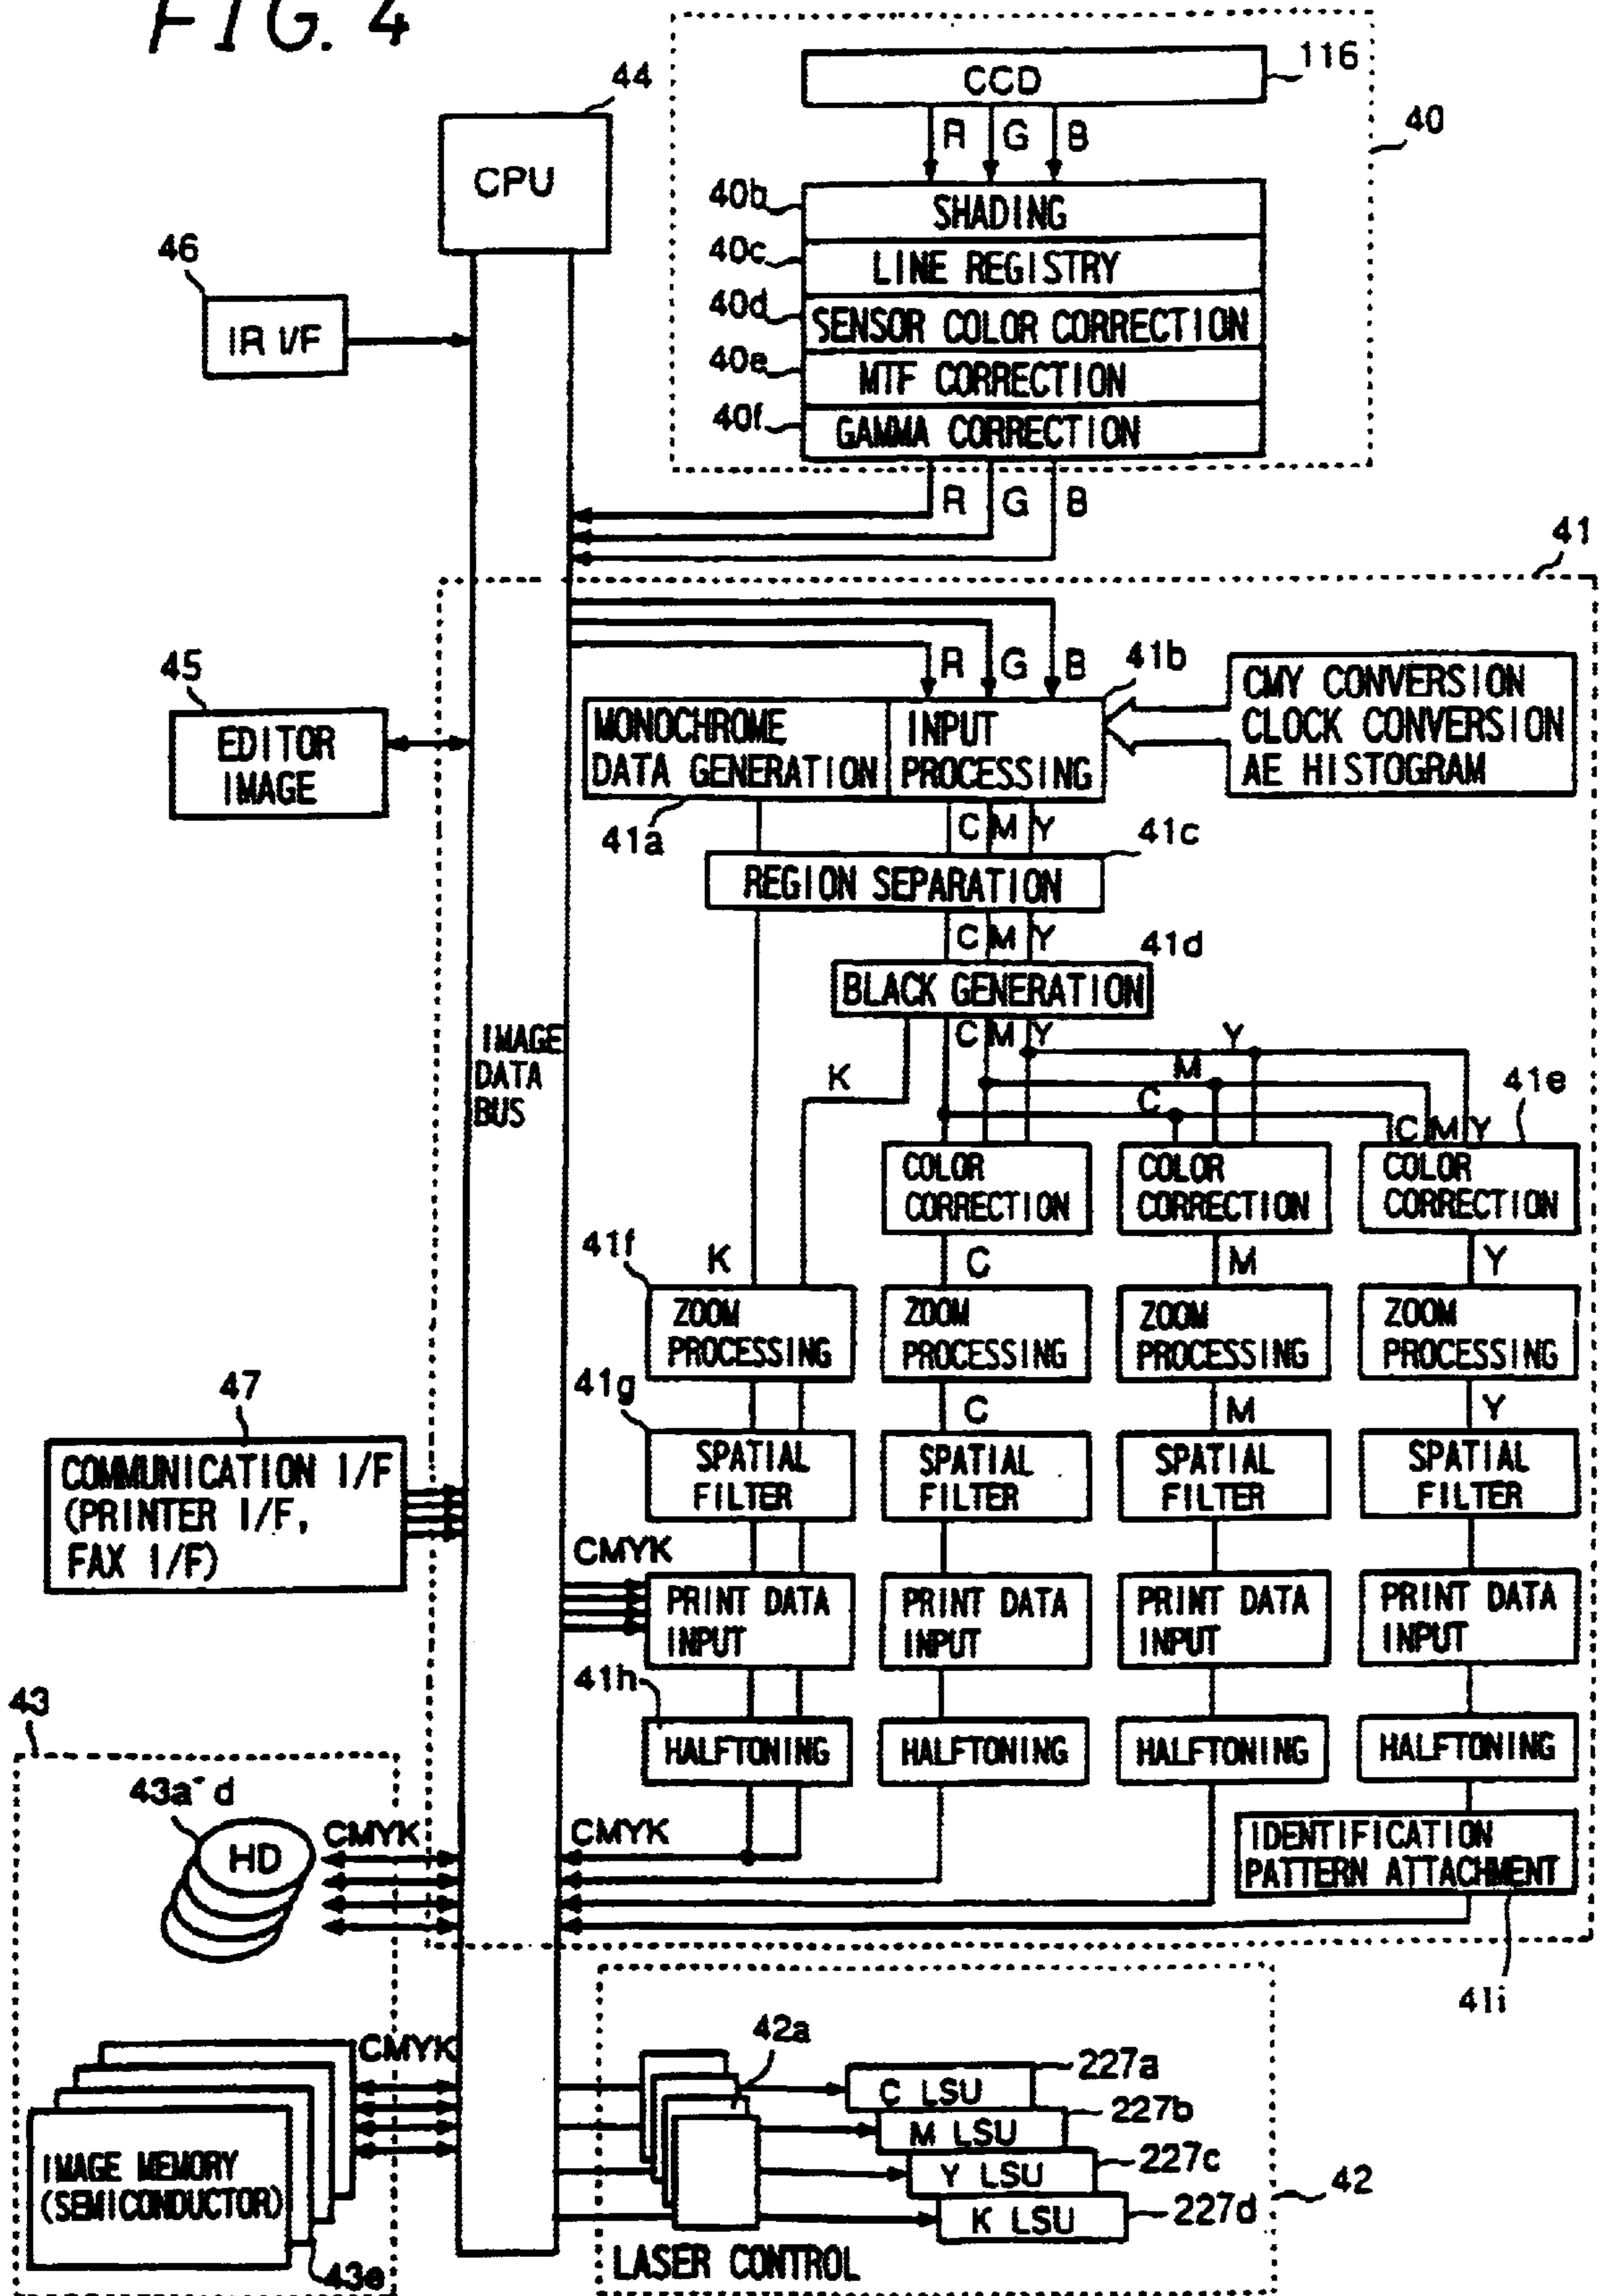 FIG. 4
44
CPU
46
IR I/F
CCD
116
40
R G B
40b
SHADING
40c
LINE REGISTRY
40d
SENSOR COLOR CORRECTION
40e
MTF CORRECTION
40f
GAMMA CORRECTION
R G B
41
45
EDITOR
IMAGE
R G B
41b
MONOCHROME
DATA GENERATION
INPUT
PROCESSING
CMY CONVERSION
CLOCK CONVERSION
AE HISTOGRAM
41a
C M Y
41c
REGION SEPARATION
C M Y
41d
BLACK GENERATION
IMAGE
DATA
BUS
C M Y
Y
M
C
K
41e
C M Y
COLOR
CORRECTION
COLOR
CORRECTION
COLOR
CORRECTION
41f
K
C
M
Y
ZOOM
PROCESSING
ZOOM
PROCESSING
ZOOM
PROCESSING
ZOOM
PROCESSING
41g
C
M
Y
47
COMMUNICATION I/F
(PRINTER I/F,
FAX I/F)
SPATIAL
FILTER
SPATIAL
FILTER
SPATIAL
FILTER
SPATIAL
FILTER
CMYK
PRINT DATA
INPUT
PRINT DATA
INPUT
PRINT DATA
INPUT
PRINT DATA
INPUT
41h
HALFTONING
HALFTONING
HALFTONING
HALFTONING
43
43a~d
HD
CMYK
CMYK
IDENTIFICATION
PATTERN ATTACHMENT
41i
CMYK
IMAGE MEMORY
(SEMICONDUCTOR)
43e
42a
C LSU
227a
M LSU
227b
Y LSU
227c
K LSU
227d
42
LASER CONTROL